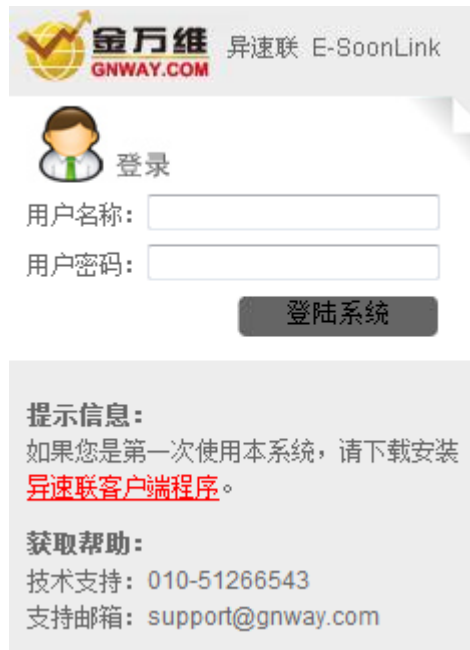 金万维
GNWAY.COM
异速联 E-SoonLink
登录
用户名称：
用户密码：
登陆系统
提示信息：
如果您是第一次使用本系统，请下载安装
异速联客户端程序。
获取帮助：
技术支持：010-51266543
支持邮箱：support@gnway.com